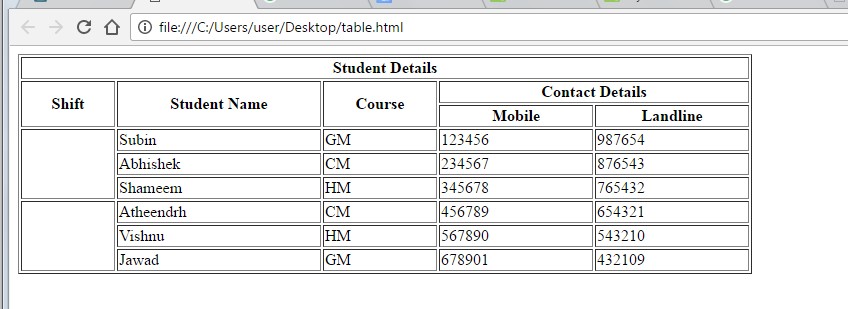 file:///C:/Users/user/Desktop/table.html
Student Details
Shift Student Name Course Contact Details
Mobile Landline
Subin GM 123456 987654
Abhishek CM 234567 876543
Shameem HM 345678 765432
Atheendrh CM 456789 654321
Vishnu HM 567890 543210
Jawad GM 678901 432109